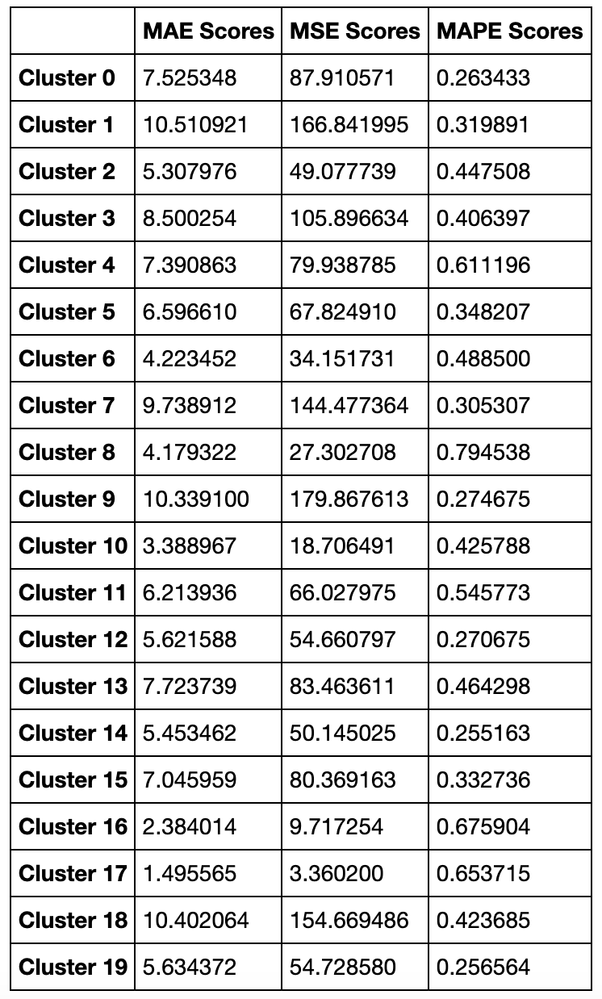 MAE Scores MSE Scores MAPE Scores
Cluster 0 7.525348 87.910571 0.263433
Cluster 1 10.510921 166.841995 0.319891
Cluster 2 5.307976 49.077739 0.447508
Cluster 3 8.500254 105.896634 0.406397
Cluster 4 7.390863 79.938785 0.611196
Cluster 5 6.596610 67.824910 0.348207
Cluster 6 4.223452 34.151731 0.488500
Cluster 7 9.738912 144.477364 0.305307
Cluster 8 4.179322 27.302708 0.794538
Cluster 9 10.339100 179.867613 0.274675
Cluster 10 3.388967 18.706491 0.425788
Cluster 11 6.213936 66.027975 0.545773
Cluster 12 5.621588 54.660797 0.270675
Cluster 13 7.723739 83.463611 0.464298
Cluster 14 5.453462 50.145025 0.255163
Cluster 15 7.045959 80.369163 0.332736
Cluster 16 2.384014 9.717254 0.675904
Cluster 17 1.495565 3.360200 0.653715
Cluster 18 10.402064 154.669486 0.423685
Cluster 19 5.634372 54.728580 0.256564